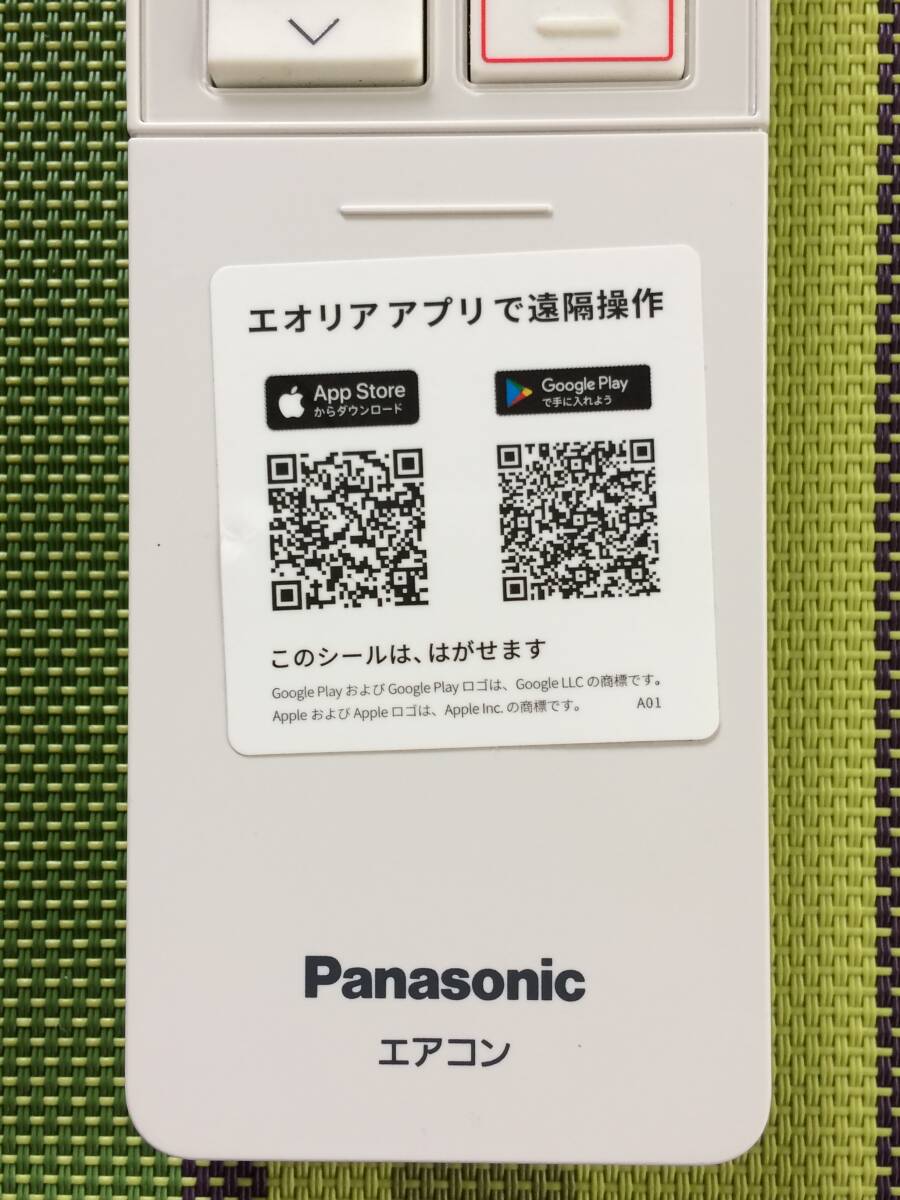 エオリア アプリで遠隔操作
App Store
からダウンロード
Google Play
で手に入れよう
このシールは、はがせます
Google Play および Google Play ロゴは、Google LLC の商標です。
Apple および Apple ロゴは、Apple Inc. の商標です。 A01
Panasonic
エアコン